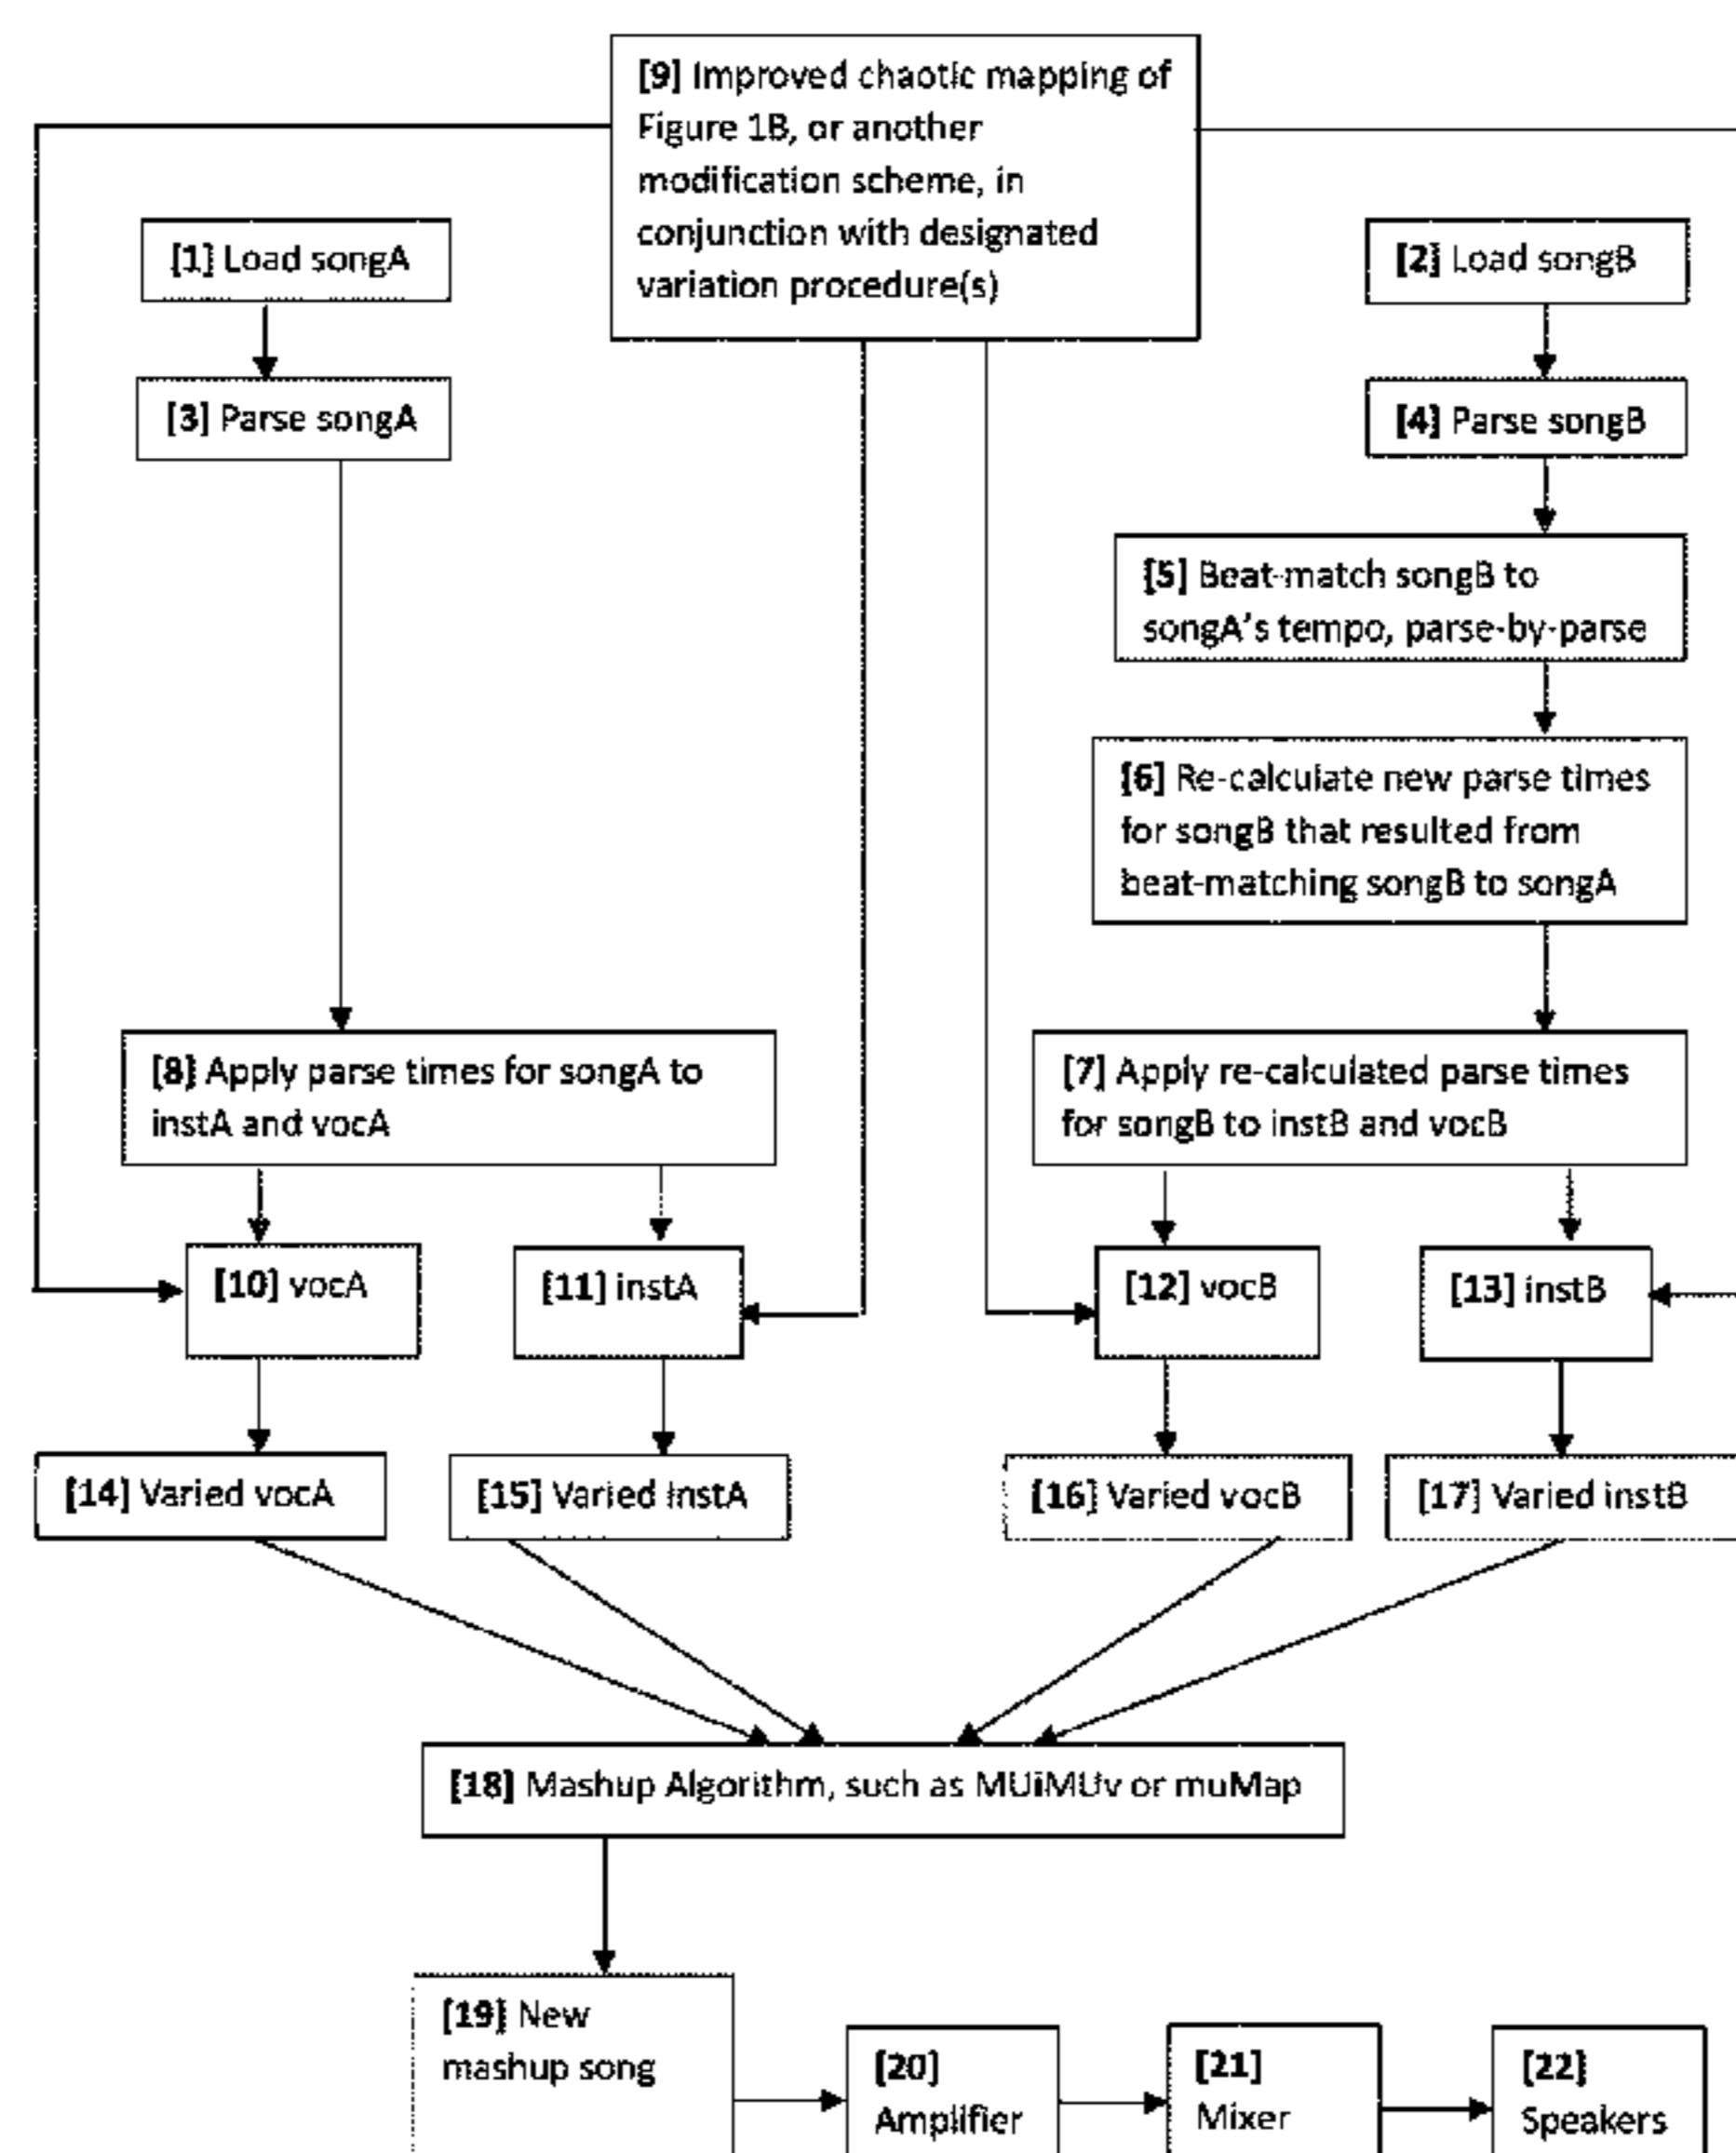 [9] Improved chaotic mapping of
Figure 1B, or another
modification scheme, in
conjunction with designated
variation procedure(s)
[1] Load songA
[2] Load songB
[3] Parse songA
[4] Parse songB
[5] Beat-match songB to
songA's tempo, parse-by-parse
[6] Re-calculate new parse times
for songB that resulted from
beat-matching songB to songA
[8] Apply parse times for songA to
instA and vocA
[7] Apply re-calculated parse times
for songB to instB and vocB
[10] vocA
[11] instA
[12] vocB
[13] instB
[14] Varied vocA
[15] Varied instA
[16] Varied vocB
[17] Varied instB
[18] Mashup Algorithm, such as MUiMUv or muMap
[19] New
mashup song
[20]
Amplifier
[21]
Mixer
[22]
Speakers